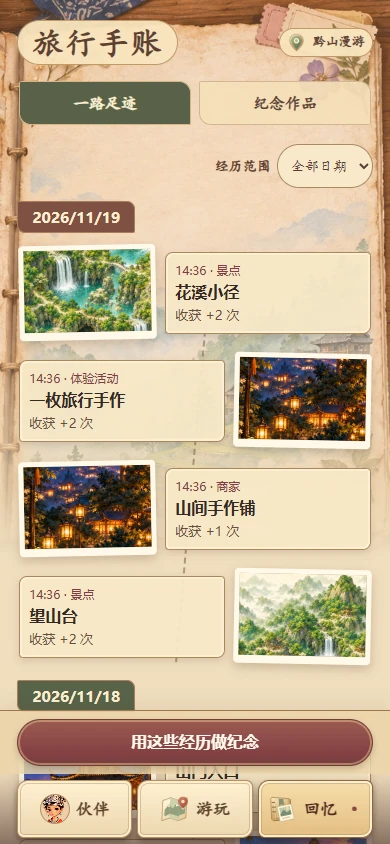 旅行手账
黔山漫游
一路足迹
纪念作品
经历范围
全部日期
2026/11/19
14:36 · 景点
花溪小径
收获 +2 次
14:36 · 体验活动
一枚旅行手作
收获 +2 次
14:36 · 商家
山间手作铺
收获 +1 次
14:36 · 景点
望山台
收获 +2 次
2026/11/18
用这些经历做纪念
伙伴
游玩
回忆